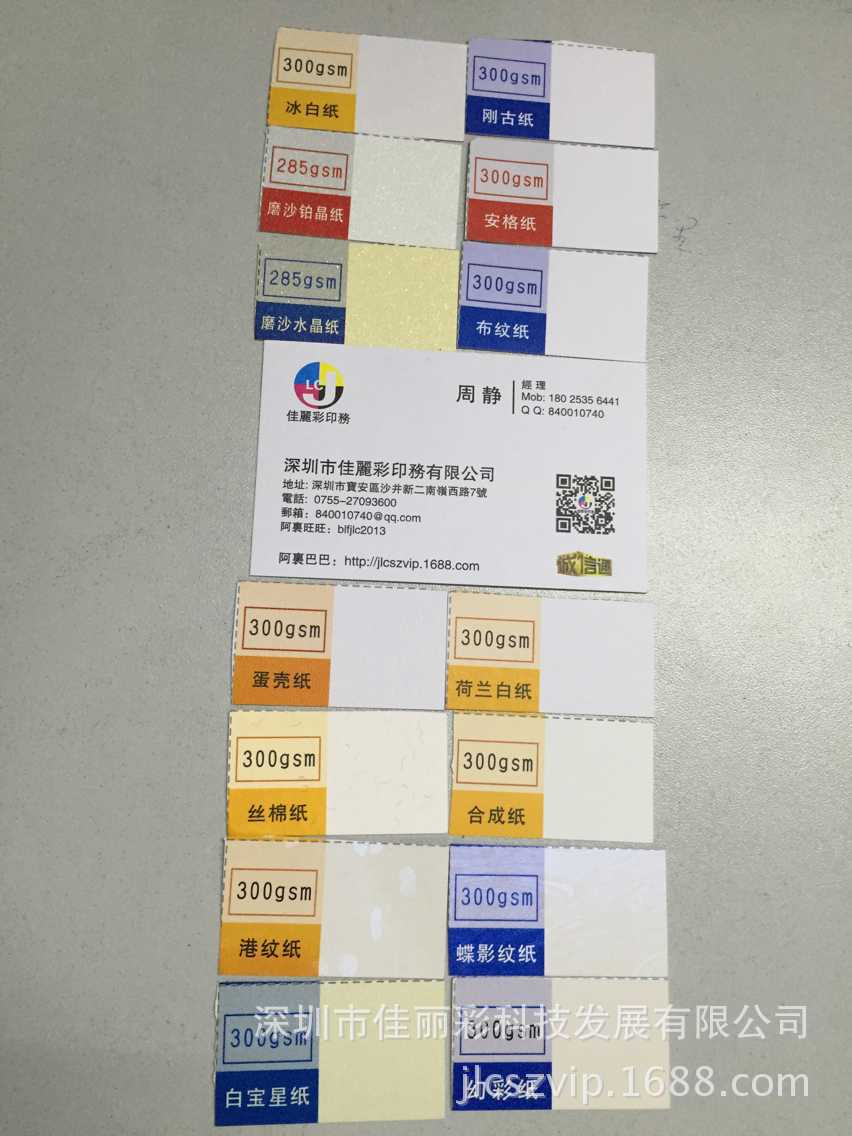 300gsm
冰白纸
300gsm
刚古纸
285gsm
磨沙铂晶纸
300gsm
安格纸
285gsm
磨沙水晶纸
300gsm
布纹纸
LCJ
佳麗彩印務
周静
經理
Mob: 180 2535 6441
Q Q: 840010740
深圳市佳麗彩印務有限公司
地址: 深圳市寶安區沙井新二南嶺西路7號
電話: 0755-27093600
郵箱: 840010740@qq.com
阿裏旺旺: blfjlc2013
阿裏巴巴: http://jlcszvip.1688.com
诚信通
300gsm
蛋壳纸
300gsm
荷兰白纸
300gsm
丝棉纸
300gsm
合成纸
300gsm
港纹纸
300gsm
蝶影纹纸
300gsm
白宝星纸
300gsm
幻彩纸
深圳市佳丽彩科技发展有限公司
jlcszvip.1688.com